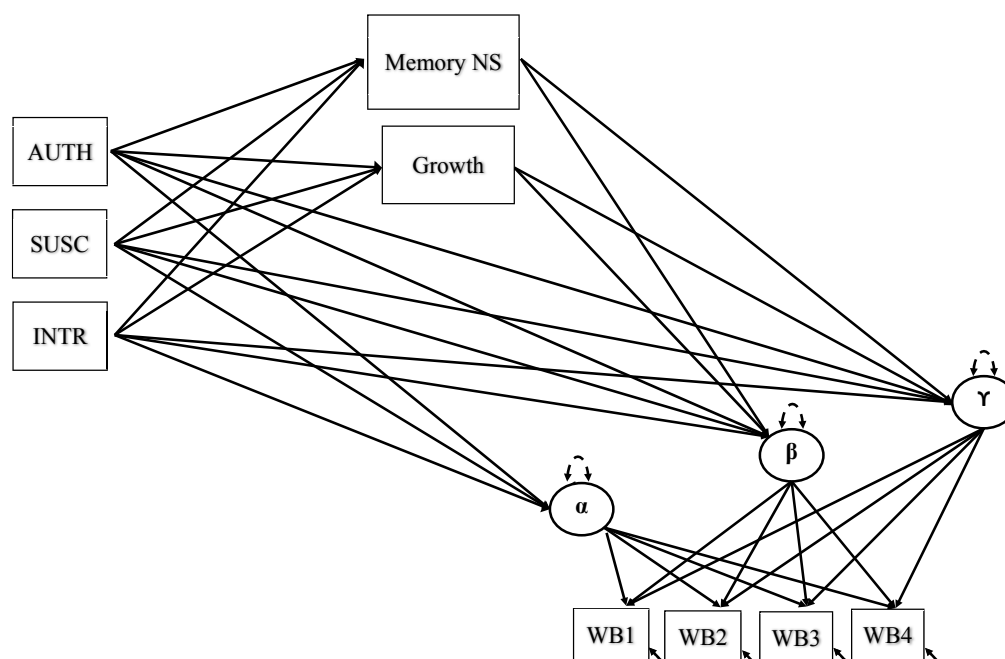 Memory NS
AUTH
Growth
SUSC
INTR
ϒ
β
α
WB1
WB2
WB3
WB4